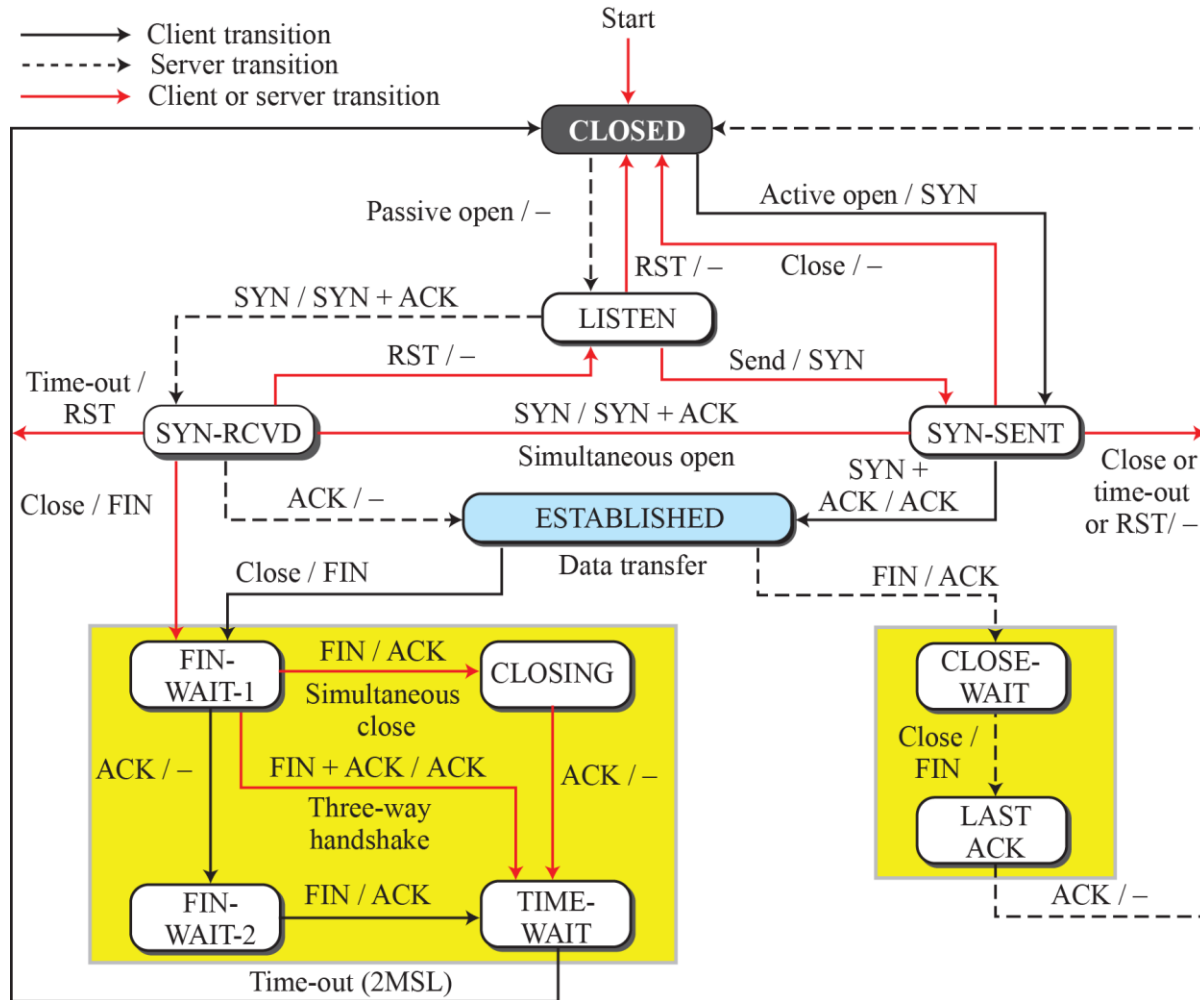 Start
Client transition
Server transition
Client or server transition
CLOSED
Active open / SYN
Passive open / –
RST / –
Close / –
SYN / SYN + ACK
LISTEN
RST / –
Send / SYN
Time-out /
RST
SYN / SYN + ACK
SYN-RCVD
SYN-SENT
Simultaneous open
Close or
time-out
or RST/ –
Close / FIN
ACK / –
SYN +
ACK / ACK
ESTABLISHED
Data transfer
Close / FIN
FIN / ACK
FIN-
WAIT-1
FIN / ACK
Simultaneous
close
CLOSING
CLOSE-
WAIT
ACK / –
FIN + ACK / ACK
Three-way
handshake
ACK / –
Close /
FIN
LAST
ACK
FIN-
WAIT-2
FIN / ACK
TIME-
WAIT
ACK / –
Time-out (2MSL)